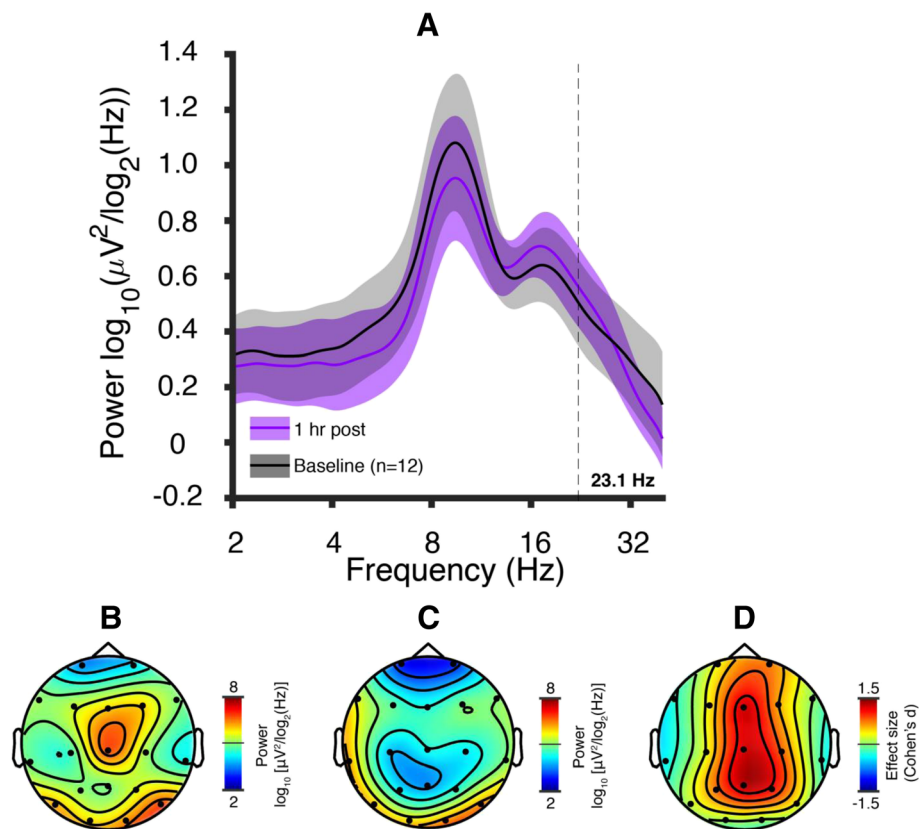 A
Power log₁₀(μV²/log₂(Hz))
1.4
1.2
1.0
0.8
0.6
0.4
0.2
0
-0.2
1 hr post
Baseline (n=12)
23.1 Hz
2 4 8 16 32
Frequency (Hz)
B
8
Power
log₁₀ [μV²/log₂(Hz)]
2
C
8
Power
log₁₀ [μV²/log₂(Hz)]
2
D
1.5
Effect size
(Cohen's d)
-1.5